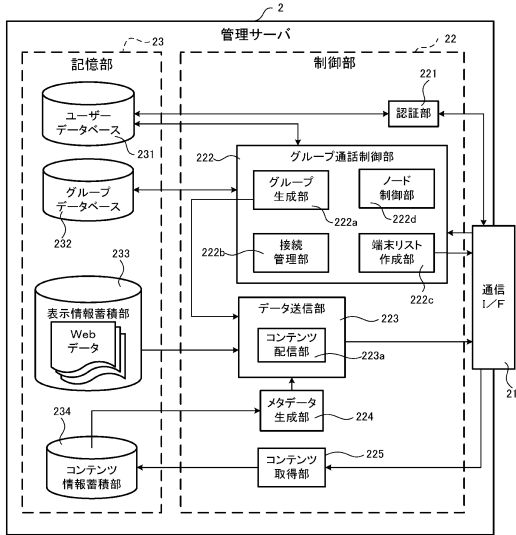 2
管理サーバ
23
記憶部
22
制御部
ユーザー
データベース
231
221
認証部
222
グループ通話制御部
グループ
生成部
222a
ノード
制御部
222d
グループ
データベース
232
222b
接続
管理部
端末リスト
作成部
222c
通信
I/F
21
233
表示情報蓄積部
Web
データ
データ送信部
223
コンテンツ
配信部
223a
メタデータ
生成部
224
234
コンテンツ
情報蓄積部
コンテンツ
取得部
225